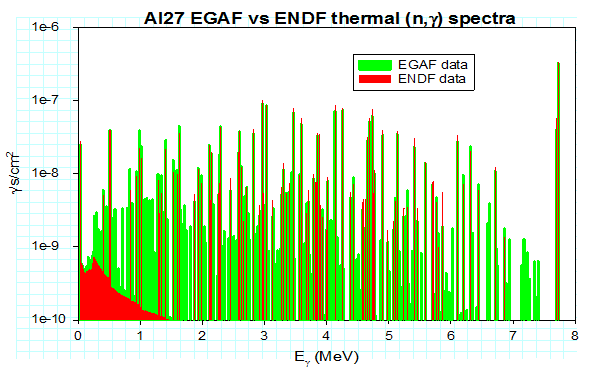 Al27 EGAF vs ENDF thermal (n,γ) spectra
1e-6
EGAF data
ENDF data
1e-7
γ's/cm²
1e-8
1e-9
1e-10
0 1 2 3 4 5 6 7 8
Eγ (MeV)